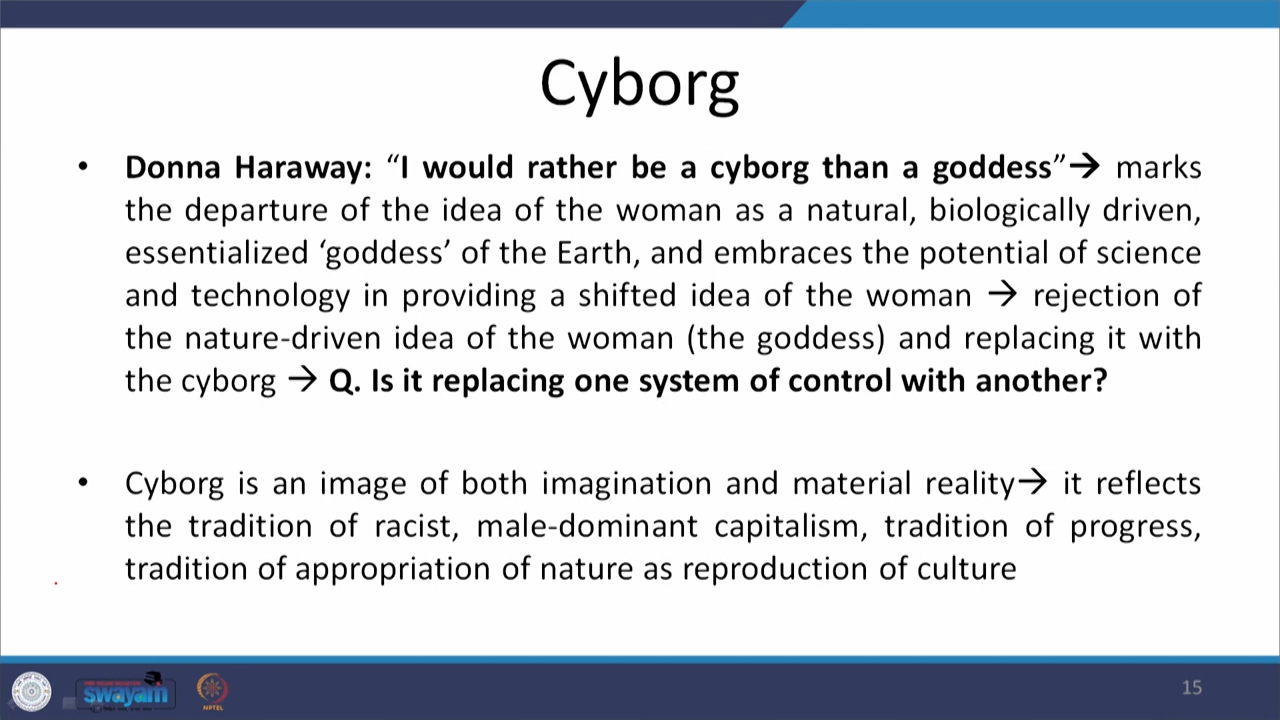 Cyborg
• Donna Haraway: “I would rather be a cyborg than a goddess”→ marks
the departure of the idea of the woman as a natural, biologically driven,
essentialized ‘goddess’ of the Earth, and embraces the potential of science
and technology in providing a shifted idea of the woman → rejection of
the nature-driven idea of the woman (the goddess) and replacing it with
the cyborg → Q. Is it replacing one system of control with another?
• Cyborg is an image of both imagination and material reality→ it reflects
the tradition of racist, male-dominant capitalism, tradition of progress,
tradition of appropriation of nature as reproduction of culture
swayam
NPTEL
15